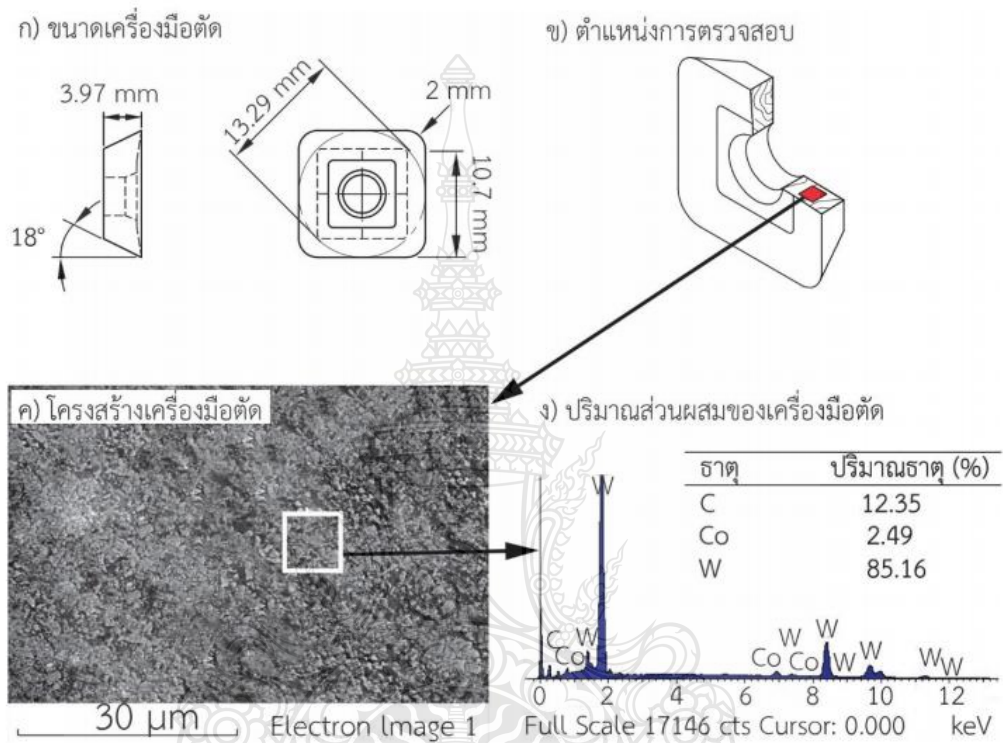 ก) ขนาดเครื่องมือตัด
3.97 mm
13.29 mm
2 mm
10.7 mm
18°
ข) ตำแหน่งการตรวจสอบ
ค) โครงสร้างเครื่องมือตัด
30 µm
Electron Image 1
ง) ปริมาณส่วนผสมของเครื่องมือตัด
ธาตุ ปริมาณธาตุ (%)
C 12.35
Co 2.49
W 85.16
W
C Co W
Co W Co W W W W W
0 2 4 6 8 10 12
Full Scale 17146 cts Cursor: 0.000 keV